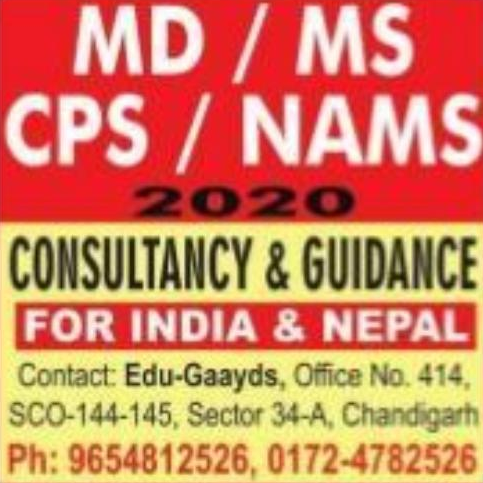 MD / MS
CPS / NAMS
2020
CONSULTANCY & GUIDANCE
FOR INDIA & NEPAL
Contact: Edu-Gaayds, Office No. 414,
SCO-144-145, Sector 34-A, Chandigarh
Ph: 9654812526, 0172-4782526